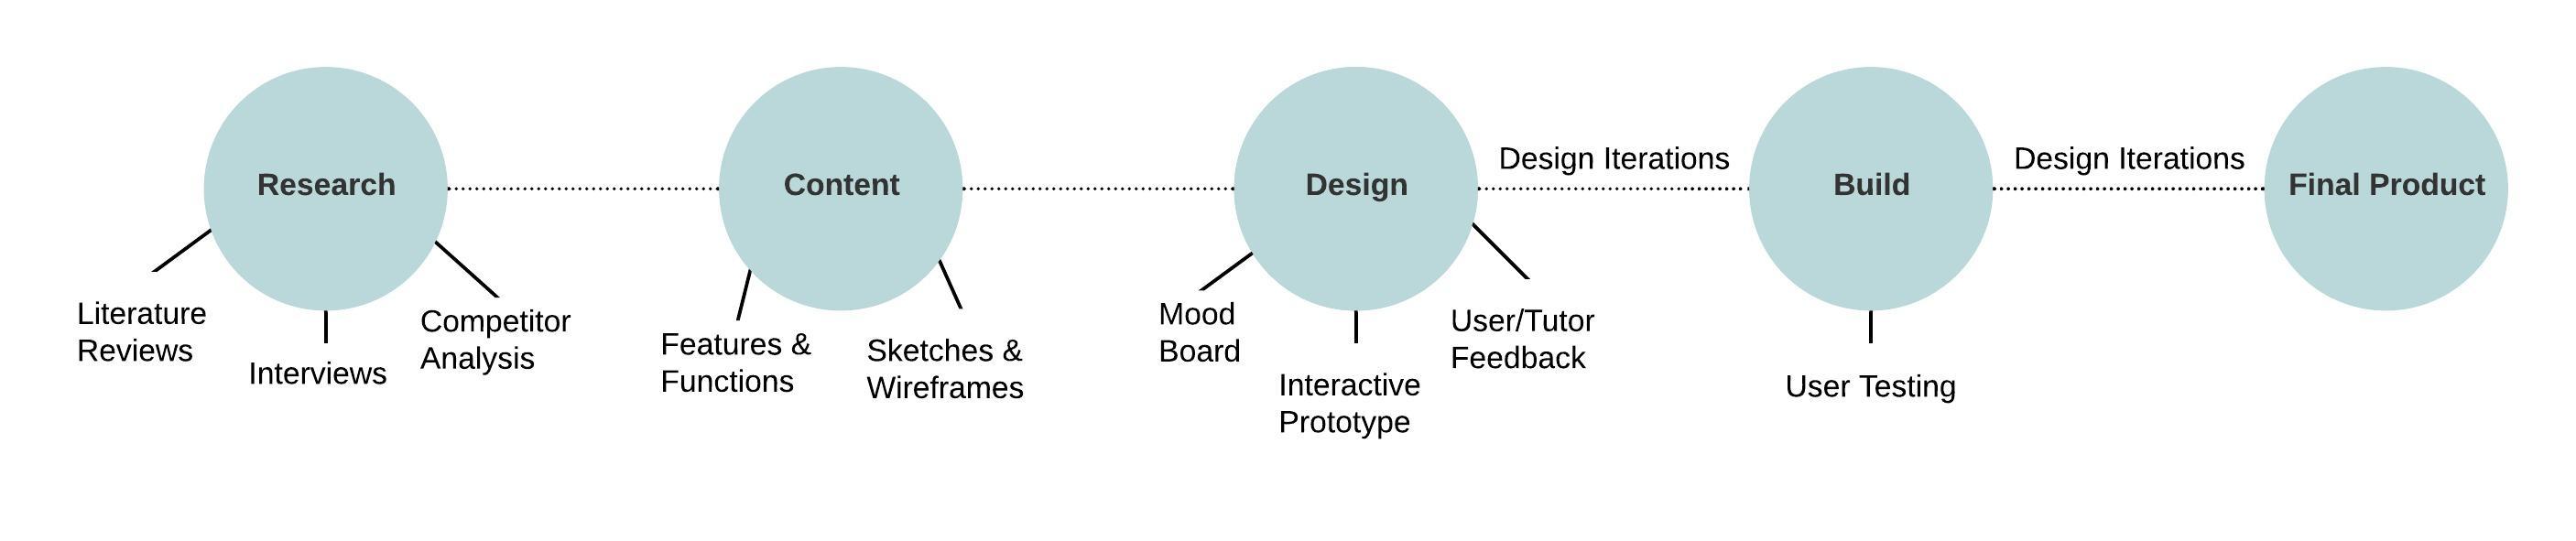 Research
Content
Design
Design Iterations
Build
Design Iterations
Final Product
Literature
Reviews
Interviews
Competitor
Analysis
Features &
Functions
Sketches &
Wireframes
Mood
Board
Interactive
Prototype
User/Tutor
Feedback
User Testing